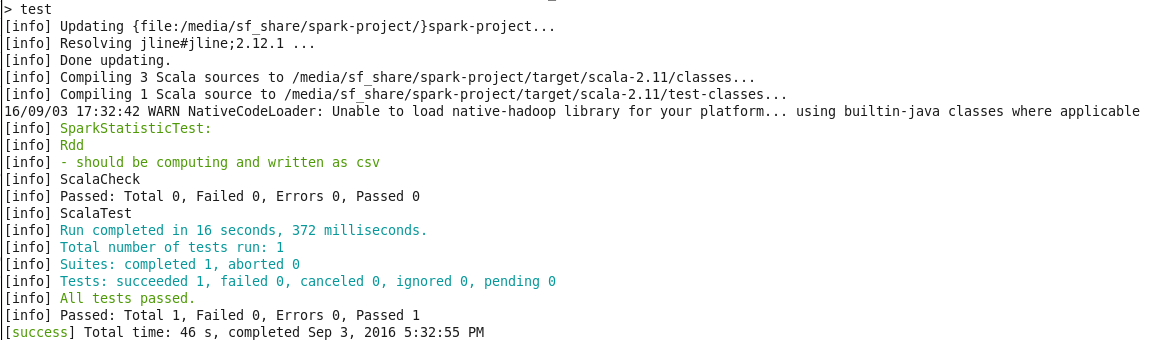 > test
[info] Updating {file:/media/sf_share/spark-project/}spark-project...
[info] Resolving jline#jline;2.12.1 ...
[info] Done updating.
[info] Compiling 3 Scala sources to /media/sf_share/spark-project/target/scala-2.11/classes...
[info] Compiling 1 Scala source to /media/sf_share/spark-project/target/scala-2.11/test-classes...
16/09/03 17:32:42 WARN NativeCodeLoader: Unable to load native-hadoop library for your platform... using builtin-java classes where applicable
[info] SparkStatisticTest:
[info] Rdd
[info] - should be computing and written as csv
[info] ScalaCheck
[info] Passed: Total 0, Failed 0, Errors 0, Passed 0
[info] ScalaTest
[info] Run completed in 16 seconds, 372 milliseconds.
[info] Total number of tests run: 1
[info] Suites: completed 1, aborted 0
[info] Tests: succeeded 1, failed 0, canceled 0, ignored 0, pending 0
[info] All tests passed.
[info] Passed: Total 1, Failed 0, Errors 0, Passed 1
[success] Total time: 46 s, completed Sep 3, 2016 5:32:55 PM